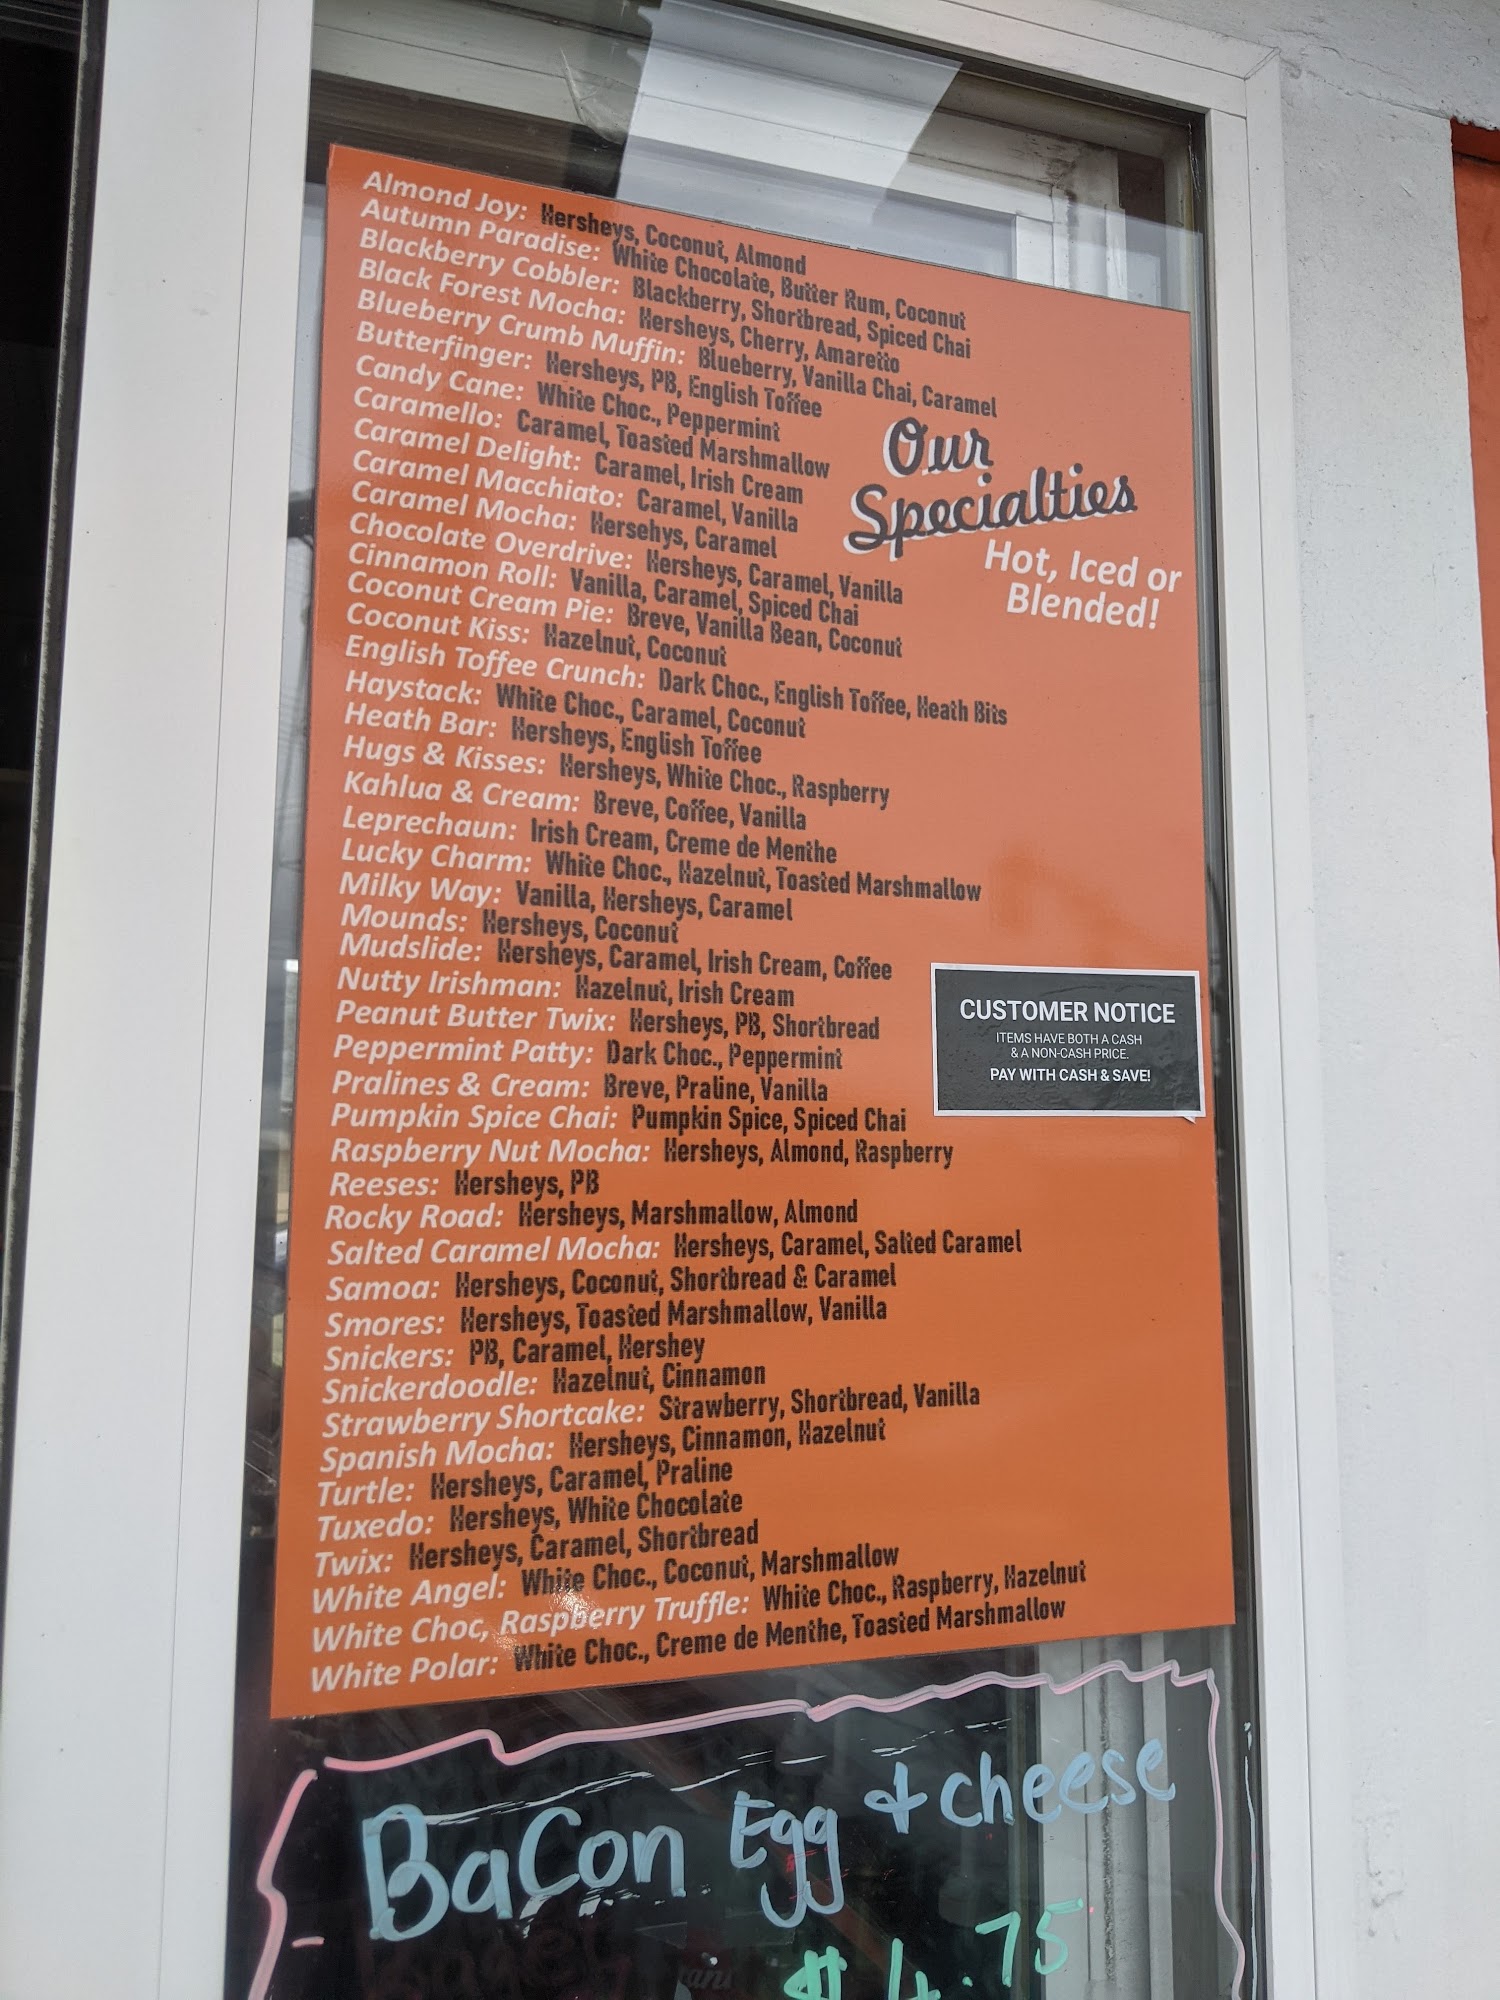 Almond Joy: Hersheys, Coconut, Almond
Autumn Paradise: White Chocolate, Butter Rum, Coconut
Blackberry Cobbler: Blackberry, Shortbread, Spiced Chai
Black Forest Mocha: Hersheys, Cherry, Amaretto
Blueberry Crumb Muffin: Blueberry, Vanilla Chai, Caramel
Butterfinger: Hersheys, PB, English Toffee
Candy Cane: White Choc., Peppermint
Caramello: Caramel, Toasted Marshmallow
Caramel Delight: Caramel, Irish Cream
Caramel Macchiato: Caramel, Vanilla
Caramel Mocha: Hersehys, Caramel
Chocolate Overdrive: Hersheys, Caramel, Vanilla
Cinnamon Roll: Vanilla, Caramel, Spiced Chai
Coconut Cream Pie: Breve, Vanilla Bean, Coconut
Coconut Kiss: Hazelnut, Coconut
English Toffee Crunch: Dark Choc., English Toffee, Heath Bits
Haystack: White Choc., Caramel, Coconut
Heath Bar: Hersheys, English Toffee
Hugs & Kisses: Hersheys, White Choc., Raspberry
Kahlua & Cream: Breve, Coffee, Vanilla
Leprechaun: Irish Cream, Creme de Menthe
Lucky Charm: White Choc., Hazelnut, Toasted Marshmallow
Milky Way: Vanilla, Hersheys, Caramel
Mounds: Hersheys, Coconut
Mudslide: Hersheys, Caramel, Irish Cream, Coffee
Nutty Irishman: Hazelnut, Irish Cream
Peanut Butter Twix: Hersheys, PB, Shortbread
Peppermint Patty: Dark Choc., Peppermint
Pralines & Cream: Breve, Praline, Vanilla
Pumpkin Spice Chai: Pumpkin Spice, Spiced Chai
Raspberry Nut Mocha: Hersheys, Almond, Raspberry
Reeses: Hersheys, PB
Rocky Road: Hersheys, Marshmallow, Almond
Salted Caramel Mocha: Hersheys, Caramel, Salted Caramel
Samoa: Hersheys, Coconut, Shortbread & Caramel
Smores: Hersheys, Toasted Marshmallow, Vanilla
Snickers: PB, Caramel, Hershey
Snickerdoodle: Hazelnut, Cinnamon
Strawberry Shortcake: Strawberry, Shortbread, Vanilla
Spanish Mocha: Hersheys, Cinnamon, Hazelnut
Turtle: Hersheys, Caramel, Praline
Tuxedo: Hersheys, White Chocolate
Twix: Hersheys, Caramel, Shortbread
White Angel: White Choc., Coconut, Marshmallow
White Choc, Raspberry Truffle: White Choc., Raspberry, Hazelnut
White Polar: White Choc., Creme de Menthe, Toasted Marshmallow
Our
Specialties
Hot, Iced or
Blended!
CUSTOMER NOTICE
ITEMS HAVE BOTH A CASH
& A NON-CASH PRICE.
PAY WITH CASH & SAVE!
Bacon Egg & cheese
$4.75